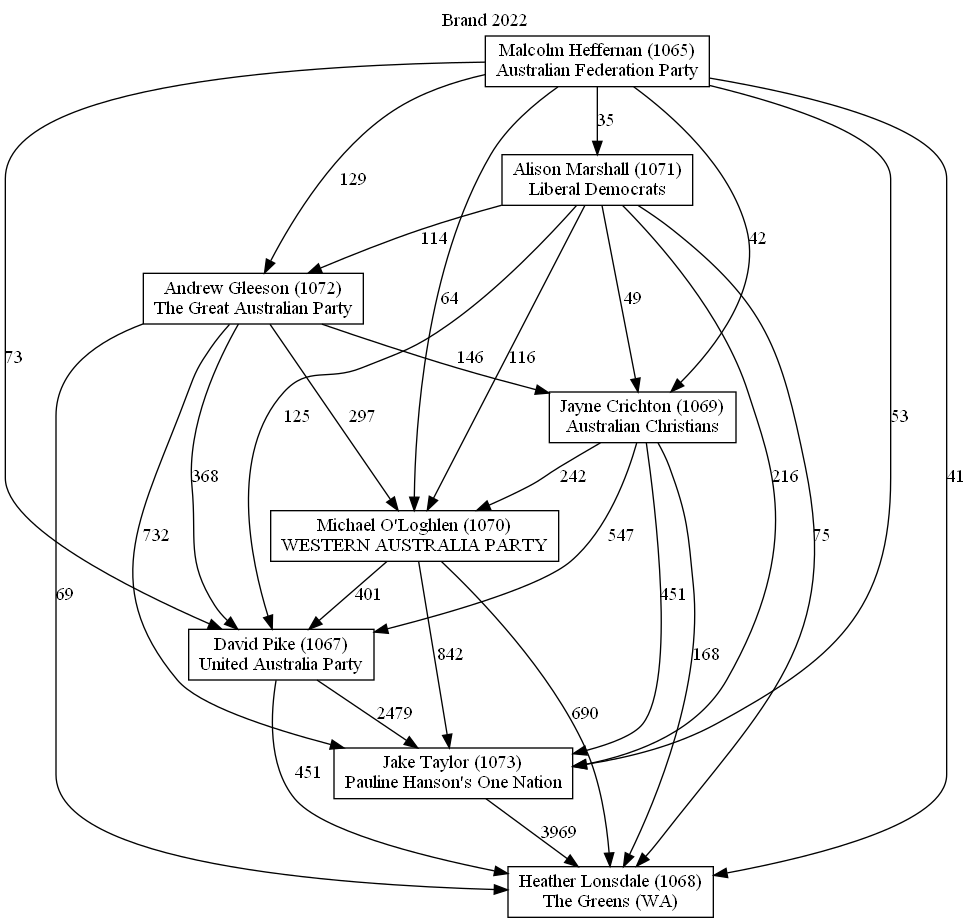 Brand 2022
Malcolm Heffernan (1065)
Australian Federation Party
35
129
Alison Marshall (1071)
Liberal Democrats
114
42
Andrew Gleeson (1072)
The Great Australian Party
64
49
73
146
116
Jayne Crichton (1069)
Australian Christians
125
297
53
368
242
216
41
Michael O'Loghlen (1070)
WESTERN AUSTRALIA PARTY
732
547
75
69
401
451
David Pike (1067)
United Australia Party
842
168
2479
690
Jake Taylor (1073)
Pauline Hanson's One Nation
451
3969
Heather Lonsdale (1068)
The Greens (WA)